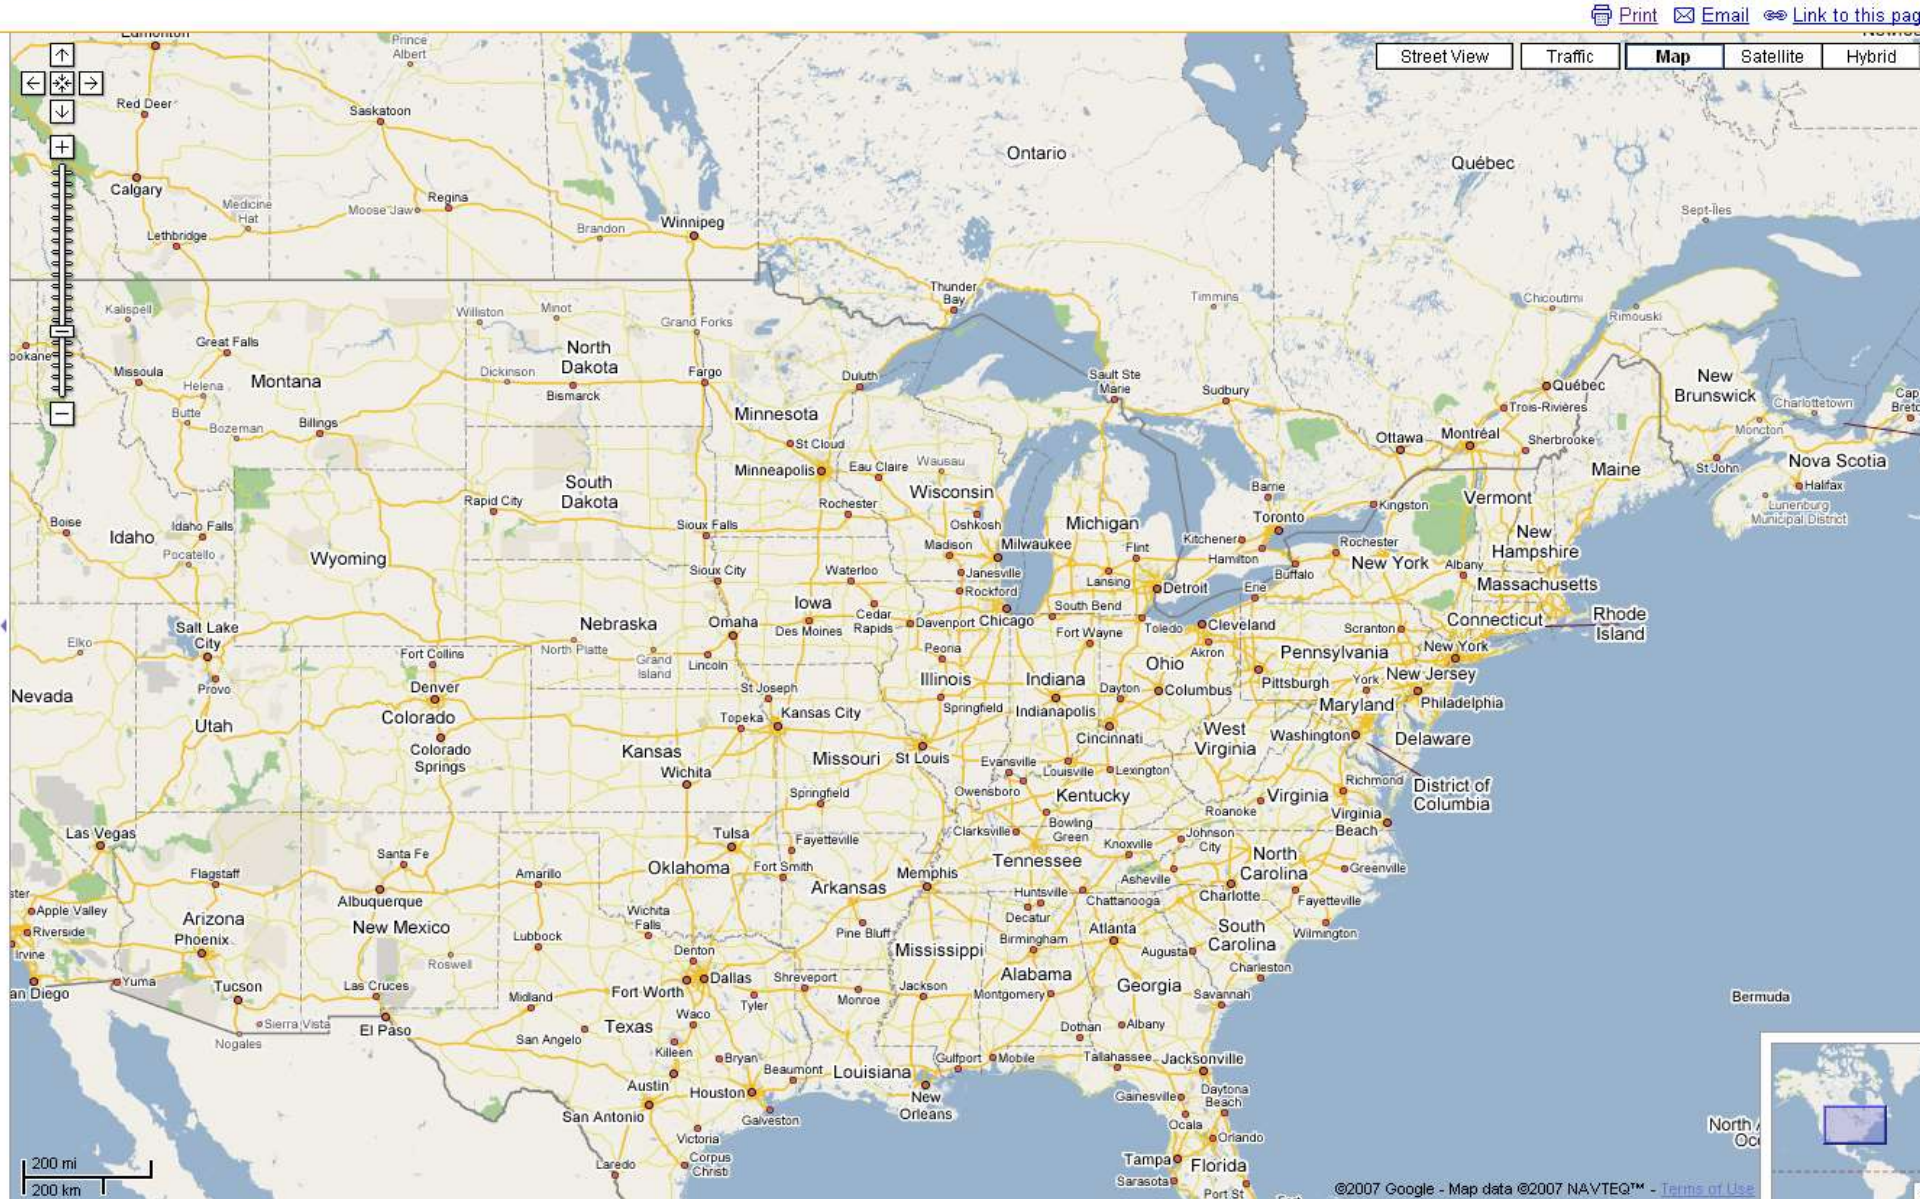 Print Email Link to this pag
Street View Traffic Map Satellite Hybrid
Edmonton
Prince
Albert
Red Deer
Saskatoon
Ontario
Québec
Calgary
Medicine
Hat
Moose Jaw
Regina
Lethbridge
Brandon
Winnipeg
Sept-Îles
Kalispell
Williston
Minot
Grand Forks
Thunder
Bay
Timmins
Chicoutimi
Rimouski
pokane
Great Falls
Missoula
Helena
Montana
Dickinson
North
Dakota
Bismarck
Fargo
Duluth
Sault Ste
Marie
Sudbury
Québec
Trois-Rivières
New
Brunswick
Charlottetown
Cap
Breto
Butte
Bozeman
Billings
Minnesota
St Cloud
Minneapolis
Eau Claire
Wausau
Ottawa
Montréal
Sherbrooke
Moncton
Maine
St John
Nova Scotia
Halifax
Lunenburg
Municipal District
Boise
Idaho
Idaho Falls
Pocatello
Wyoming
Rapid City
South
Dakota
Sioux Falls
Rochester
Wisconsin
Oshkosh
Madison
Milwaukee
Janesville
Rockford
Michigan
Flint
Lansing
Detroit
Barrie
Toronto
Kitchener
Hamilton
Kingston
Rochester
Buffalo
Erie
New York
Albany
Vermont
New
Hampshire
Massachusetts
Connecticut
Rhode
Island
Elko
Salt Lake
City
Provo
Nevada
Utah
Fort Collins
Denver
Colorado
Colorado
Springs
Nebraska
North Platte
Grand
Island
Lincoln
Omaha
Sioux City
Waterloo
Iowa
Des Moines
Cedar
Rapids
Davenport
Chicago
South Bend
Fort Wayne
Toledo
Cleveland
Akron
Scranton
Pennsylvania
New York
Peoria
Illinois
Springfield
Indiana
Indianapolis
Ohio
Dayton
Columbus
Pittsburgh
York
New Jersey
Maryland
Philadelphia
St Joseph
Topeka
Kansas City
Kansas
Wichita
Missouri
St Louis
Springfield
Evansville
Owensboro
Cincinnati
Louisville
Lexington
Kentucky
West
Virginia
Washington
Delaware
Richmond
District of
Columbia
Virginia
Roanoke
Virginia
Beach
Las Vegas
Flagstaff
Santa Fe
Albuquerque
New Mexico
Amarillo
Tulsa
Oklahoma
Fayetteville
Fort Smith
Arkansas
Clarksville
Bowling
Green
Tennessee
Memphis
Knoxville
Johnson
City
Asheville
North
Carolina
Greenville
Charlotte
Fayetteville
ster
Apple Valley
Riverside
Irvine
an Diego
Arizona
Phoenix
Yuma
Tucson
Sierra Vista
Nogales
Las Cruces
El Paso
Roswell
Lubbock
Wichita
Falls
Denton
Fort Worth
Dallas
Midland
Texas
San Angelo
Waco
Tyler
Killeen
Bryan
Austin
San Antonio
Houston
Galveston
Victoria
Corpus
Christi
Laredo
Beaumont
Pine Bluff
Shreveport
Monroe
Mississippi
Jackson
Louisiana
New
Orleans
Gulfport
Mobile
Huntsville
Decatur
Birmingham
Alabama
Montgomery
Chattanooga
Atlanta
Georgia
Augusta
South
Carolina
Wilmington
Charleston
Savannah
Dothan
Albany
Tallahassee
Jacksonville
Gainesville
Daytona
Beach
Ocala
Orlando
Tampa
Florida
Sarasota
Port St
Bermuda
North
200 mi
200 km
©2007 Google - Map data ©2007 NAVTEQ™ - Terms of Use